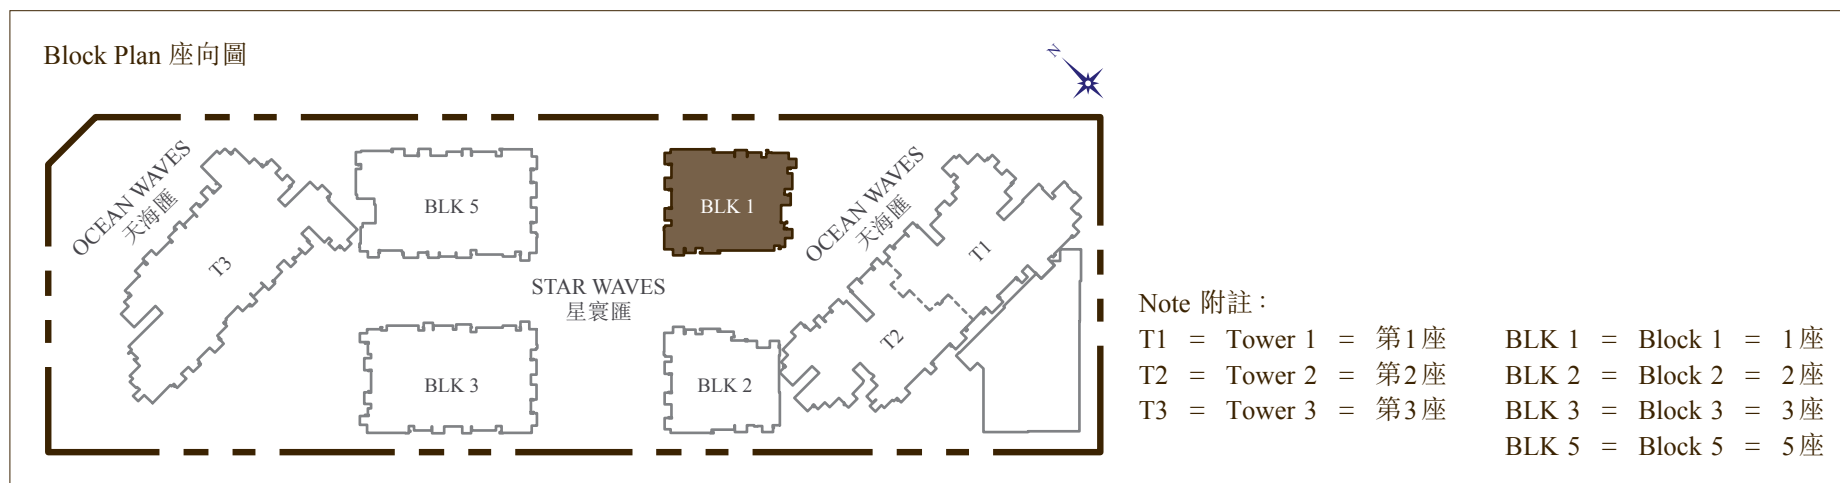 Block Plan 座向圖
N
OCEAN WAVES
天海匯
T3
BLK 5
BLK 1
OCEAN WAVES
天海匯
T1
STAR WAVES
星寰匯
T2
BLK 3
BLK 2
Note 附註：
T1 = Tower 1 = 第1座
T2 = Tower 2 = 第2座
T3 = Tower 3 = 第3座
BLK 1 = Block 1 = 1座
BLK 2 = Block 2 = 2座
BLK 3 = Block 3 = 3座
BLK 5 = Block 5 = 5座